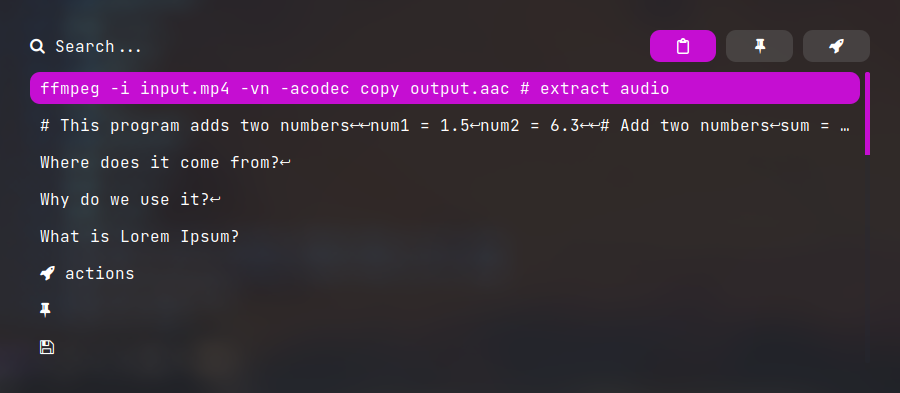 Search...
ffmpeg -i input.mp4 -vn -acodec copy output.aac # extract audio
# This program adds two numbers↩↩num1 = 1.5↩num2 = 6.3↩↩# Add two numbers↩sum = …
Where does it come from?↩
Why do we use it?↩
What is Lorem Ipsum?
actions